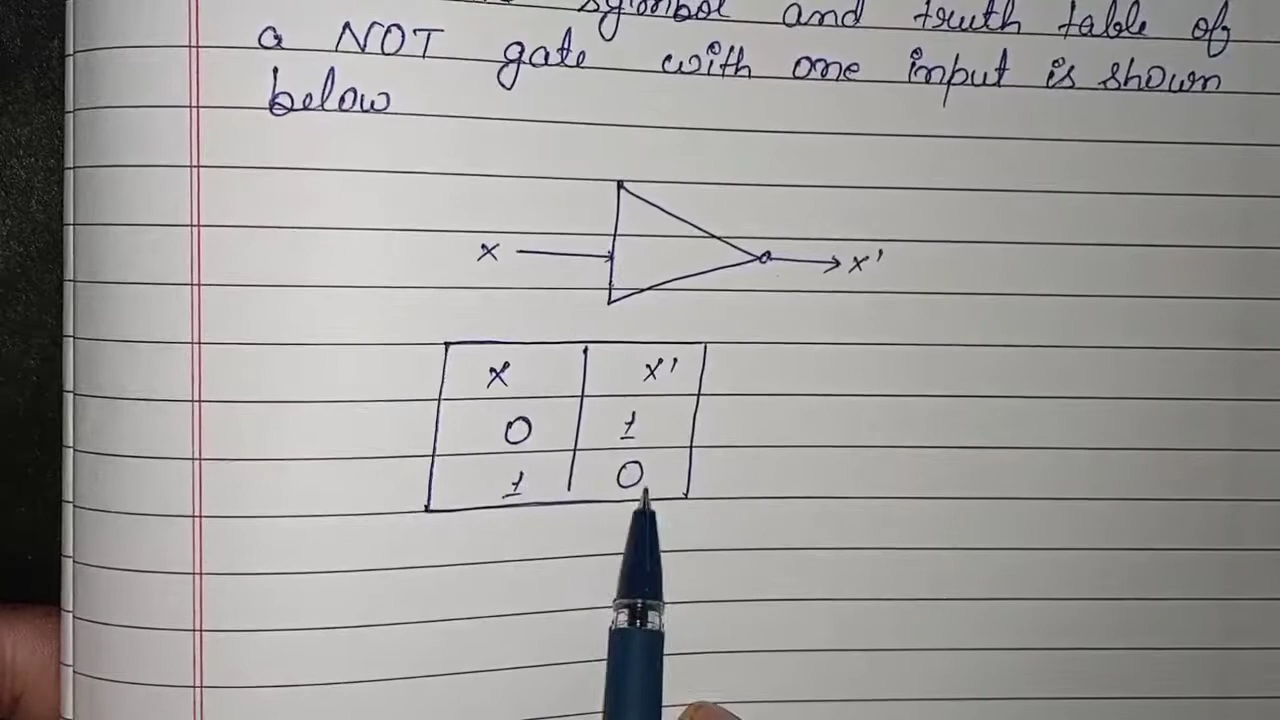 symbol and truth table of
a NOT gate with one input is shown
below
x x'
x x'
0 1
1 0